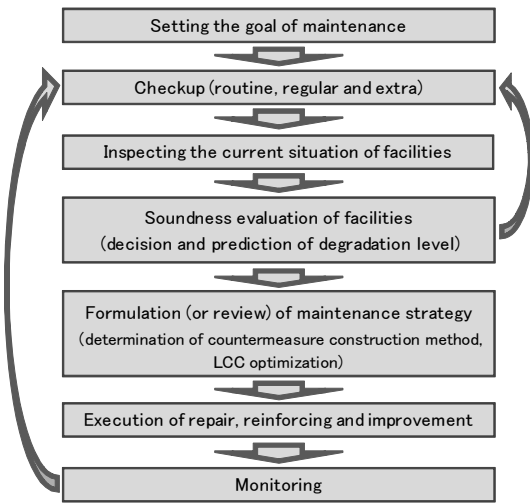 Setting the goal of maintenance
Checkup (routine, regular and extra)
Inspecting the current situation of facilities
Soundness evaluation of facilities
(decision and prediction of degradation level)
Formulation (or review) of maintenance strategy
(determination of countermeasure construction method,
LCC optimization)
Execution of repair, reinforcing and improvement
Monitoring